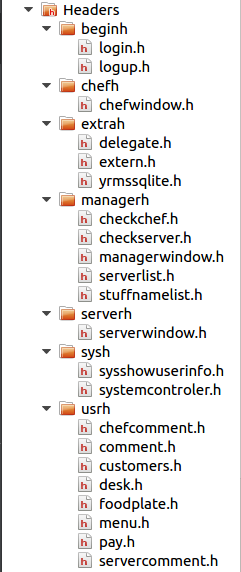 Headers
beginh
login.h
logup.h
chefh
chefwindow.h
extrah
delegate.h
extern.h
yrmssqlite.h
managerh
checkchef.h
checkserver.h
managerwindow.h
serverlist.h
stuffnamelist.h
serverh
serverwindow.h
sysh
sysshowuserinfo.h
systemcontroler.h
usrh
chefcomment.h
comment.h
customers.h
desk.h
foodplate.h
menu.h
pay.h
servercomment.h